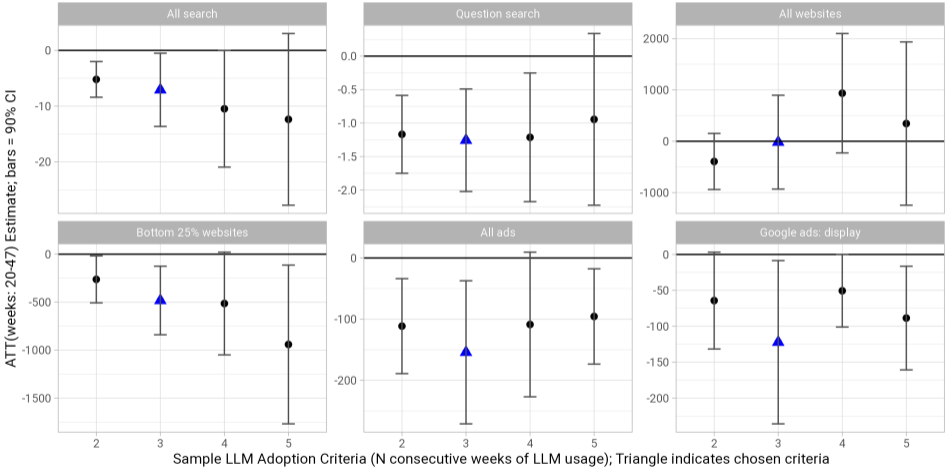 All search
Question search
All websites
0
-10
-20
0.0
-0.5
-1.0
-1.5
-2.0
2000
1000
0
-1000
Bottom 25% websites
All ads
Google ads: display
0
-500
-1000
-1500
0
-100
-200
0
-50
-100
-150
-200
2 3 4 5
2 3 4 5
2 3 4 5
ATT(weeks: 20-47) Estimate; bars = 90% CI
Sample LLM Adoption Criteria (N consecutive weeks of LLM usage); Triangle indicates chosen criteria